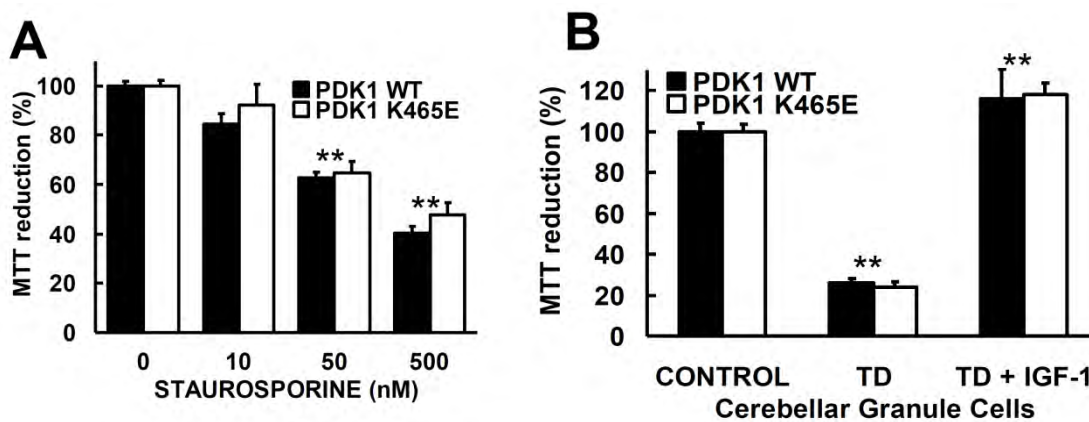 A
MTT reduction (%)
100
80
60
40
20
0
PDK1 WT
PDK1 K465E
**
**
0 10 50 500
STAUROSPORINE (nM)
B
MTT reduction (%)
120
100
80
60
40
20
0
PDK1 WT
PDK1 K465E
**
**
CONTROL TD TD + IGF-1
Cerebellar Granule Cells